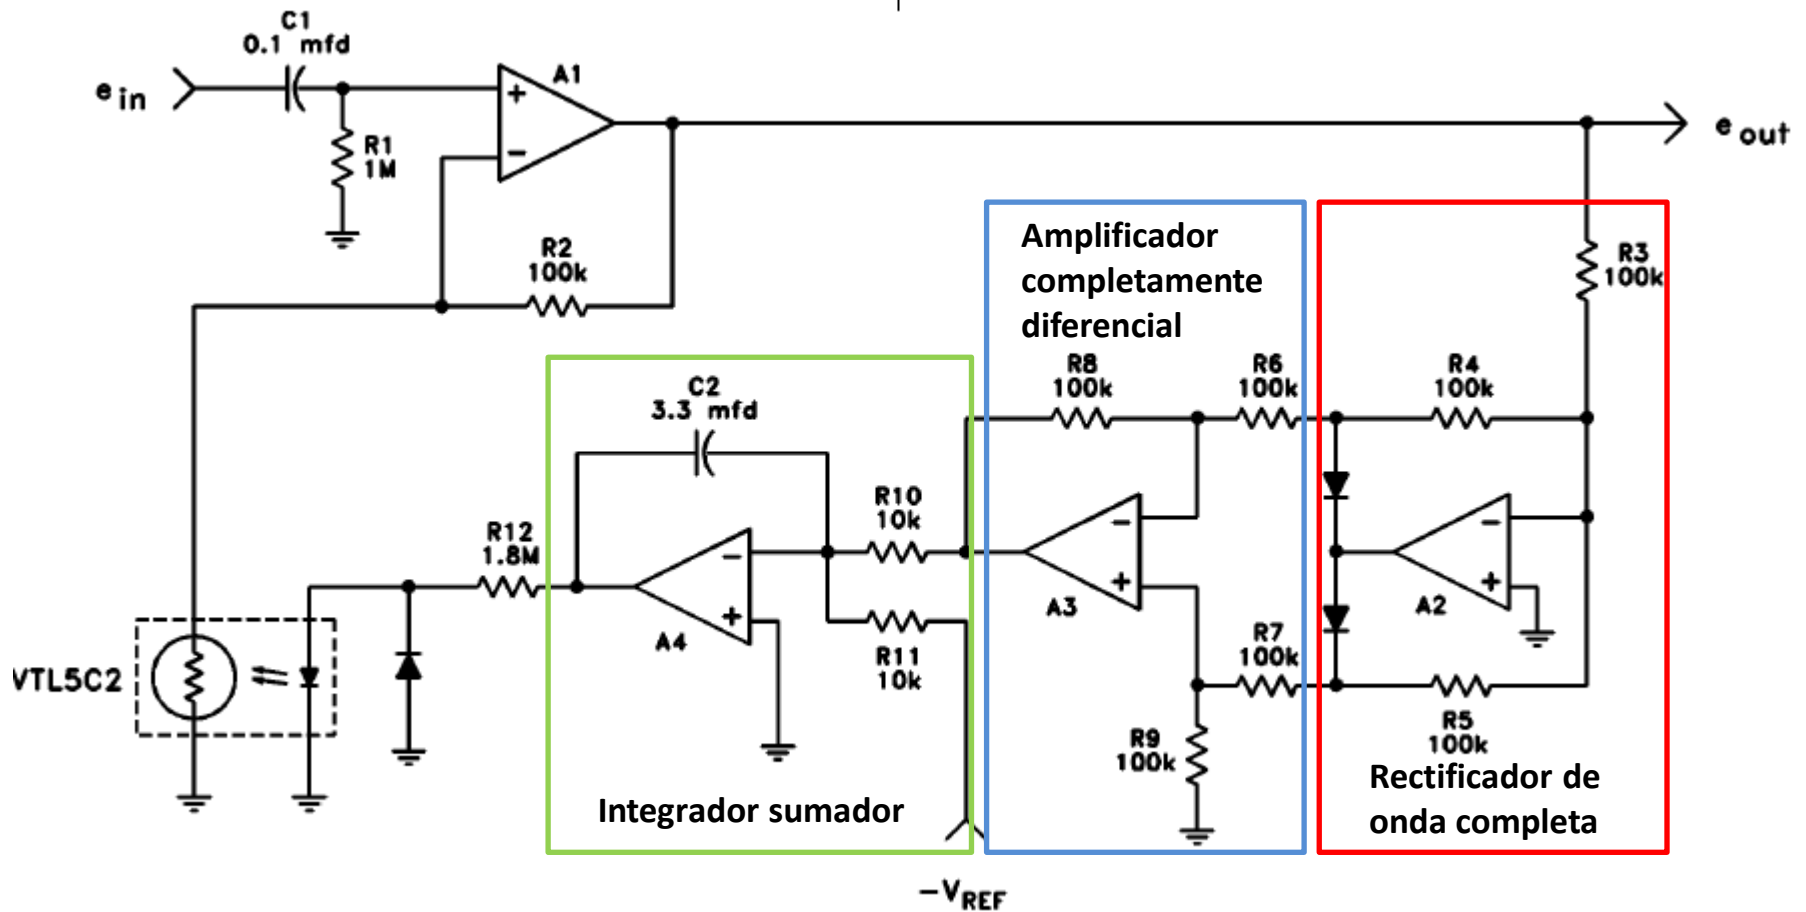 C1
0.1 mfd
e in
A1
+
−
R1
1M
e out
R2
100k
R3
100k
Amplificador
completamente
diferencial
R8
100k
R6
100k
R4
100k
C2
3.3 mfd
R10
10k
−
+
A3
−
+
A2
R12
1.8M
−
+
A4
R11
10k
R7
100k
VTL5C2
R9
100k
R5
100k
Integrador sumador
Rectificador de
onda completa
−VREF